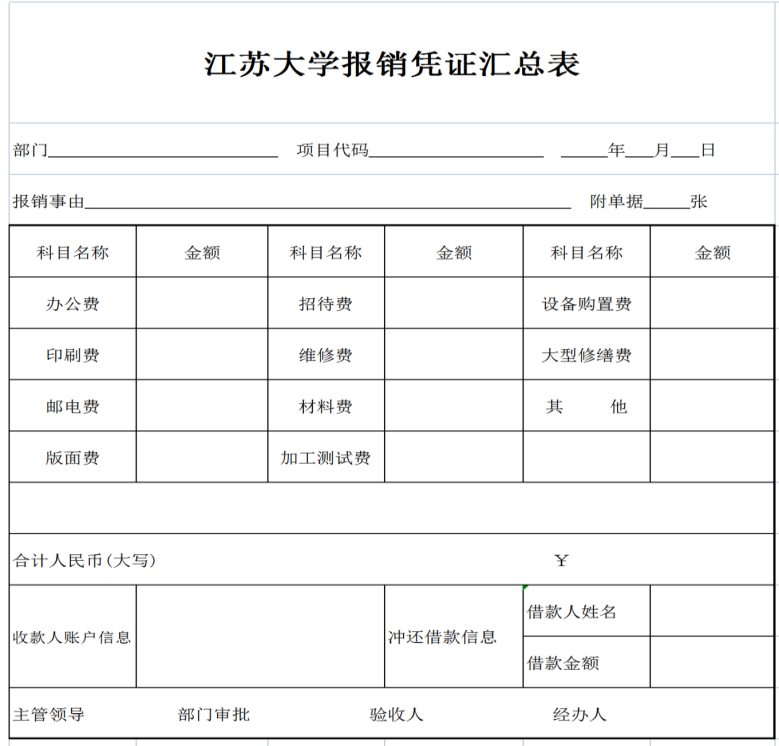 江苏大学报销凭证汇总表
部门 项目代码 年 月 日
报销事由 附单据 张
科目名称 金额 科目名称 金额 科目名称 金额
办公费 招待费 设备购置费
印刷费 维修费 大型修缮费
邮电费 材料费 其 他
版面费 加工测试费
合计人民币(大写) ¥
收款人账户信息 冲还借款信息 借款人姓名
借款金额
主管领导 部门审批 验收人 经办人